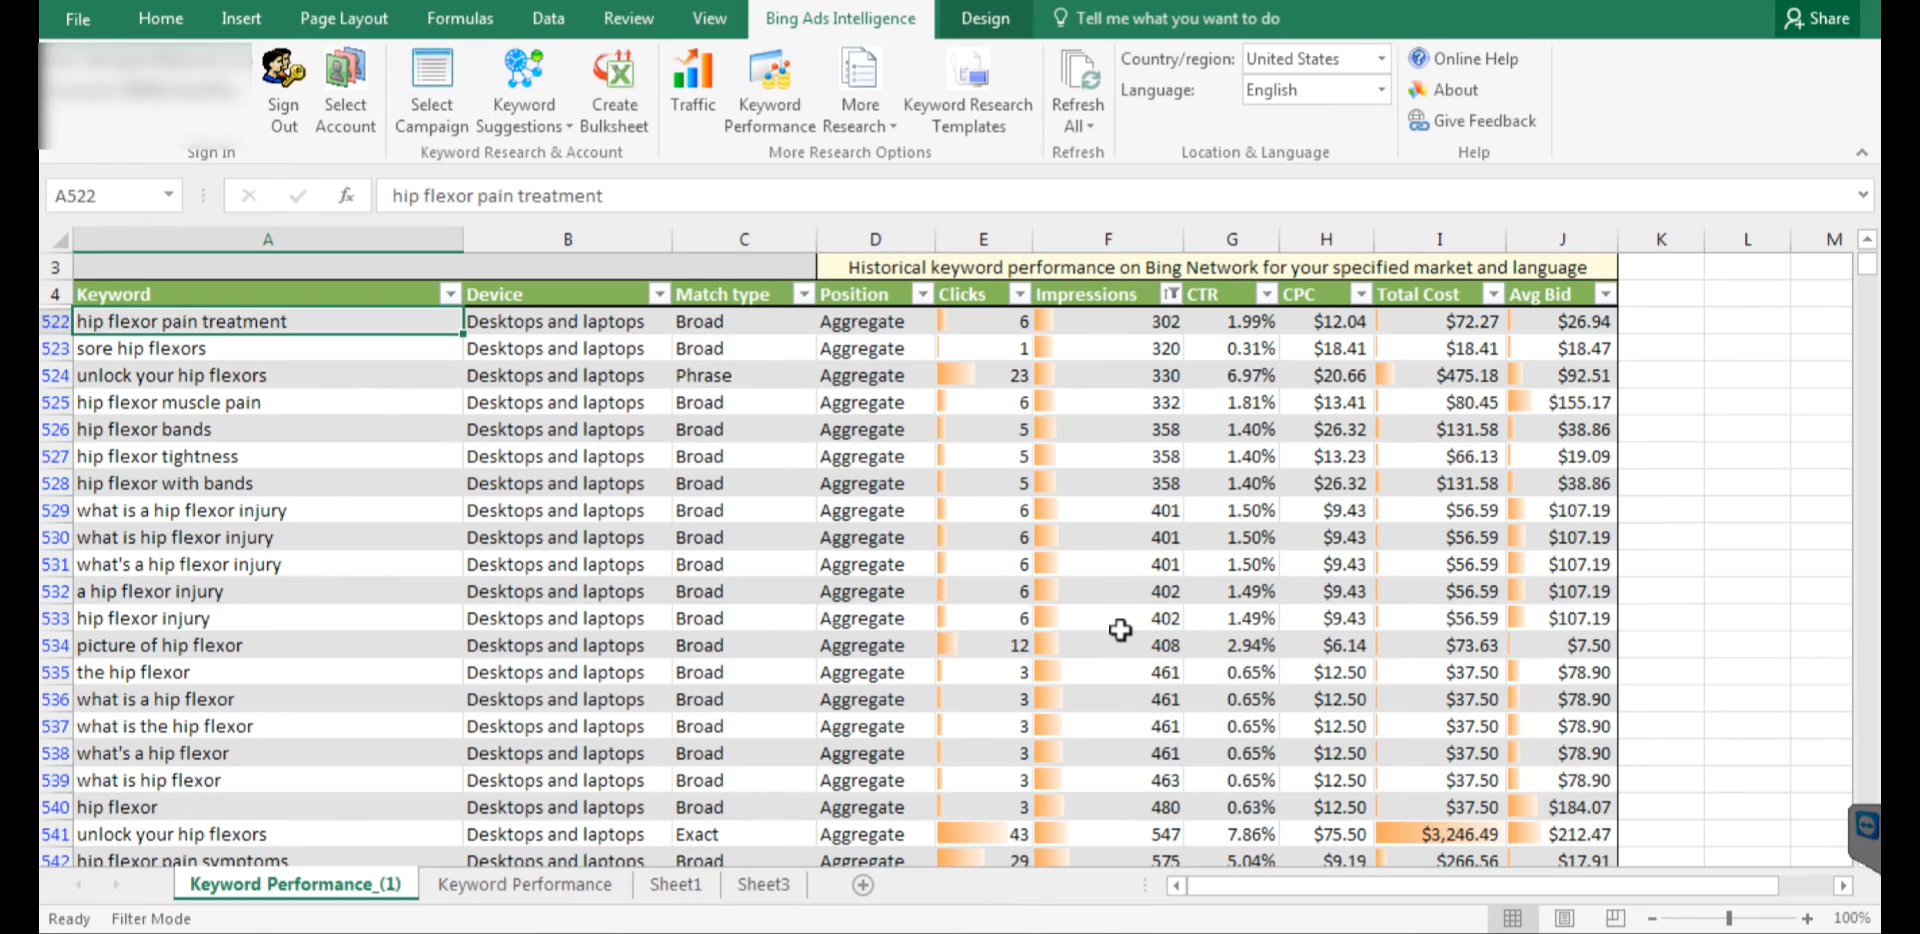 File Home Insert Page Layout Formulas Data Review View Bing Ads Intelligence Design Tell me what you want to do Share
Sign Out
Select Account
Sign In
Select Campaign
Keyword Suggestions
Create Bulksheet
Keyword Research & Account
Traffic
Keyword Performance
More Research
Keyword Research Templates
More Research Options
Refresh All
Refresh
Country/region: United States
Language: English
Location & Language
Online Help
About
Give Feedback
Help
A522 fx hip flexor pain treatment
A B C D E F G H I J K L M
3 Historical keyword performance on Bing Network for your specified market and language
4 Keyword Device Match type Position Clicks Impressions CTR CPC Total Cost Avg Bid
522 hip flexor pain treatment Desktops and laptops Broad Aggregate 6 302 1.99% $12.04 $72.27 $26.94
523 sore hip flexors Desktops and laptops Broad Aggregate 1 320 0.31% $18.41 $18.41 $18.47
524 unlock your hip flexors Desktops and laptops Phrase Aggregate 23 330 6.97% $20.66 $475.18 $92.51
525 hip flexor muscle pain Desktops and laptops Broad Aggregate 6 332 1.81% $13.41 $80.45 $155.17
526 hip flexor bands Desktops and laptops Broad Aggregate 5 358 1.40% $26.32 $131.58 $38.86
527 hip flexor tightness Desktops and laptops Broad Aggregate 5 358 1.40% $13.23 $66.13 $19.09
528 hip flexor with bands Desktops and laptops Broad Aggregate 5 358 1.40% $26.32 $131.58 $38.86
529 what is a hip flexor injury Desktops and laptops Broad Aggregate 6 401 1.50% $9.43 $56.59 $107.19
530 what is hip flexor injury Desktops and laptops Broad Aggregate 6 401 1.50% $9.43 $56.59 $107.19
531 what's a hip flexor injury Desktops and laptops Broad Aggregate 6 401 1.50% $9.43 $56.59 $107.19
532 a hip flexor injury Desktops and laptops Broad Aggregate 6 402 1.49% $9.43 $56.59 $107.19
533 hip flexor injury Desktops and laptops Broad Aggregate 6 402 1.49% $9.43 $56.59 $107.19
534 picture of hip flexor Desktops and laptops Broad Aggregate 12 408 2.94% $6.14 $73.63 $7.50
535 the hip flexor Desktops and laptops Broad Aggregate 3 461 0.65% $12.50 $37.50 $78.90
536 what is a hip flexor Desktops and laptops Broad Aggregate 3 461 0.65% $12.50 $37.50 $78.90
537 what is the hip flexor Desktops and laptops Broad Aggregate 3 461 0.65% $12.50 $37.50 $78.90
538 what's a hip flexor Desktops and laptops Broad Aggregate 3 461 0.65% $12.50 $37.50 $78.90
539 what is hip flexor Desktops and laptops Broad Aggregate 3 463 0.65% $12.50 $37.50 $78.90
540 hip flexor Desktops and laptops Broad Aggregate 3 480 0.63% $12.50 $37.50 $184.07
541 unlock your hip flexors Desktops and laptops Exact Aggregate 43 547 7.86% $75.50 $3,246.49 $212.47
542 hip flexor pain symptoms Desktops and laptops Broad Aggregate 29 575 5.04% $9.19 $266.56 $17.91
Keyword Performance_(1) Keyword Performance Sheet1 Sheet3
Ready Filter Mode 100%